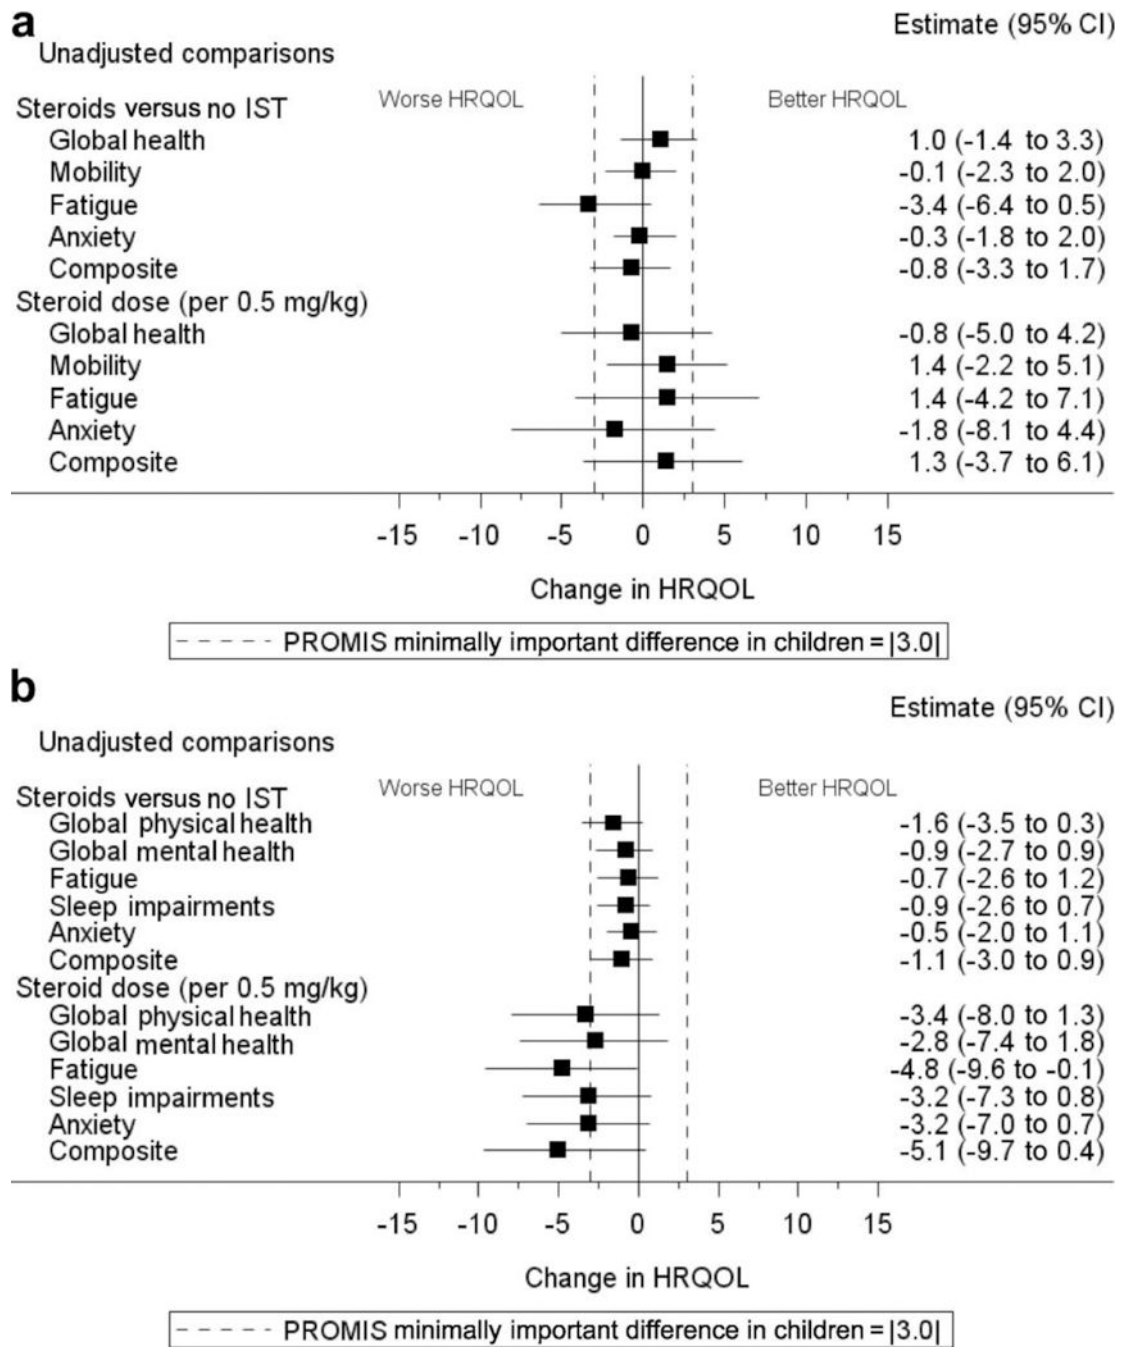 a
Estimate (95% CI)
Unadjusted comparisons
Worse HRQOL Better HRQOL
Steroids versus no IST
Global health 1.0 (-1.4 to 3.3)
Mobility -0.1 (-2.3 to 2.0)
Fatigue -3.4 (-6.4 to 0.5)
Anxiety -0.3 (-1.8 to 2.0)
Composite -0.8 (-3.3 to 1.7)
Steroid dose (per 0.5 mg/kg)
Global health -0.8 (-5.0 to 4.2)
Mobility 1.4 (-2.2 to 5.1)
Fatigue 1.4 (-4.2 to 7.1)
Anxiety -1.8 (-8.1 to 4.4)
Composite 1.3 (-3.7 to 6.1)
-15 -10 -5 0 5 10 15
Change in HRQOL
PROMIS minimally important difference in children = |3.0|
b
Estimate (95% CI)
Unadjusted comparisons
Worse HRQOL Better HRQOL
Steroids versus no IST
Global physical health -1.6 (-3.5 to 0.3)
Global mental health -0.9 (-2.7 to 0.9)
Fatigue -0.7 (-2.6 to 1.2)
Sleep impairments -0.9 (-2.6 to 0.7)
Anxiety -0.5 (-2.0 to 1.1)
Composite -1.1 (-3.0 to 0.9)
Steroid dose (per 0.5 mg/kg)
Global physical health -3.4 (-8.0 to 1.3)
Global mental health -2.8 (-7.4 to 1.8)
Fatigue -4.8 (-9.6 to -0.1)
Sleep impairments -3.2 (-7.3 to 0.8)
Anxiety -3.2 (-7.0 to 0.7)
Composite -5.1 (-9.7 to 0.4)
-15 -10 -5 0 5 10 15
Change in HRQOL
PROMIS minimally important difference in children = |3.0|